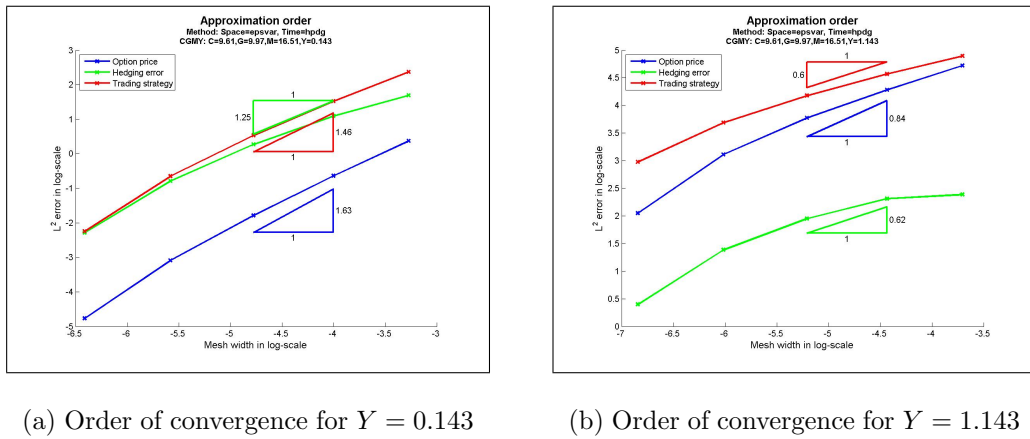 Approximation order
Method: Space=epsvar, Time=hpdg
CGMY: C=9.61,G=9.97,M=16.51,Y=0.143
Option price
Hedging error
Trading strategy
3
2
1
0
-1
-2
-3
-4
-5
L² error in log-scale
1
1.25
1.46
1
1.63
1
-6.5
-6
-5.5
-5
-4.5
-4
-3.5
-3
Mesh width in log-scale
(a) Order of convergence for Y = 0.143
Approximation order
Method: Space=epsvar, Time=hpdg
CGMY: C=9.61,G=9.97,M=16.51,Y=1.143
Option price
Hedging error
Trading strategy
5
4.5
4
3.5
3
2.5
2
1.5
1
0.5
0
L² error in log-scale
1
0.6
0.84
1
0.62
1
-7
-6.5
-6
-5.5
-5
-4.5
-4
-3.5
Mesh width in log-scale
(b) Order of convergence for Y = 1.143